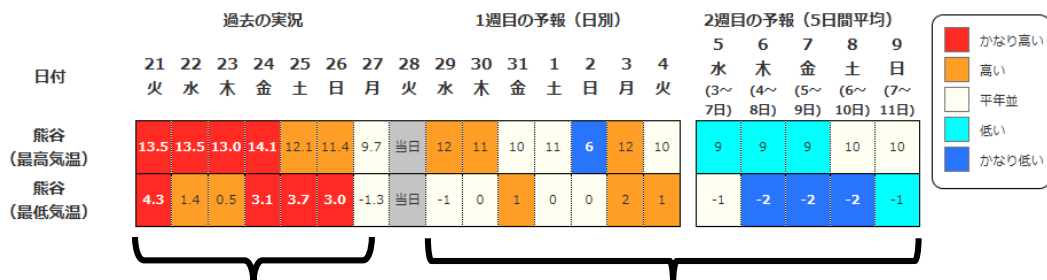 過去の実況 1週目の予報（日別） 2週目の予報（5日間平均）
日付 21 22 23 24 25 26 27 28 29 30 31 1 2 3 4 5 6 7 8 9
火 水 木 金 土 日 月 火 水 木 金 土 日 月 火 水 木 金 土 日
(3～7日) (4～8日) (5～9日) (6～10日) (7～11日)
熊谷
（最高気温） 13.5 13.5 13.0 14.1 12.1 11.4 9.7 当日 12 11 10 11 6 12 10 9 9 9 10 10
熊谷
（最低気温） 4.3 1.4 0.5 3.1 3.7 3.0 -1.3 当日 -1 0 1 0 0 2 1 -1 -2 -2 -2 -1
かなり高い
高い
平年並
低い
かなり低い